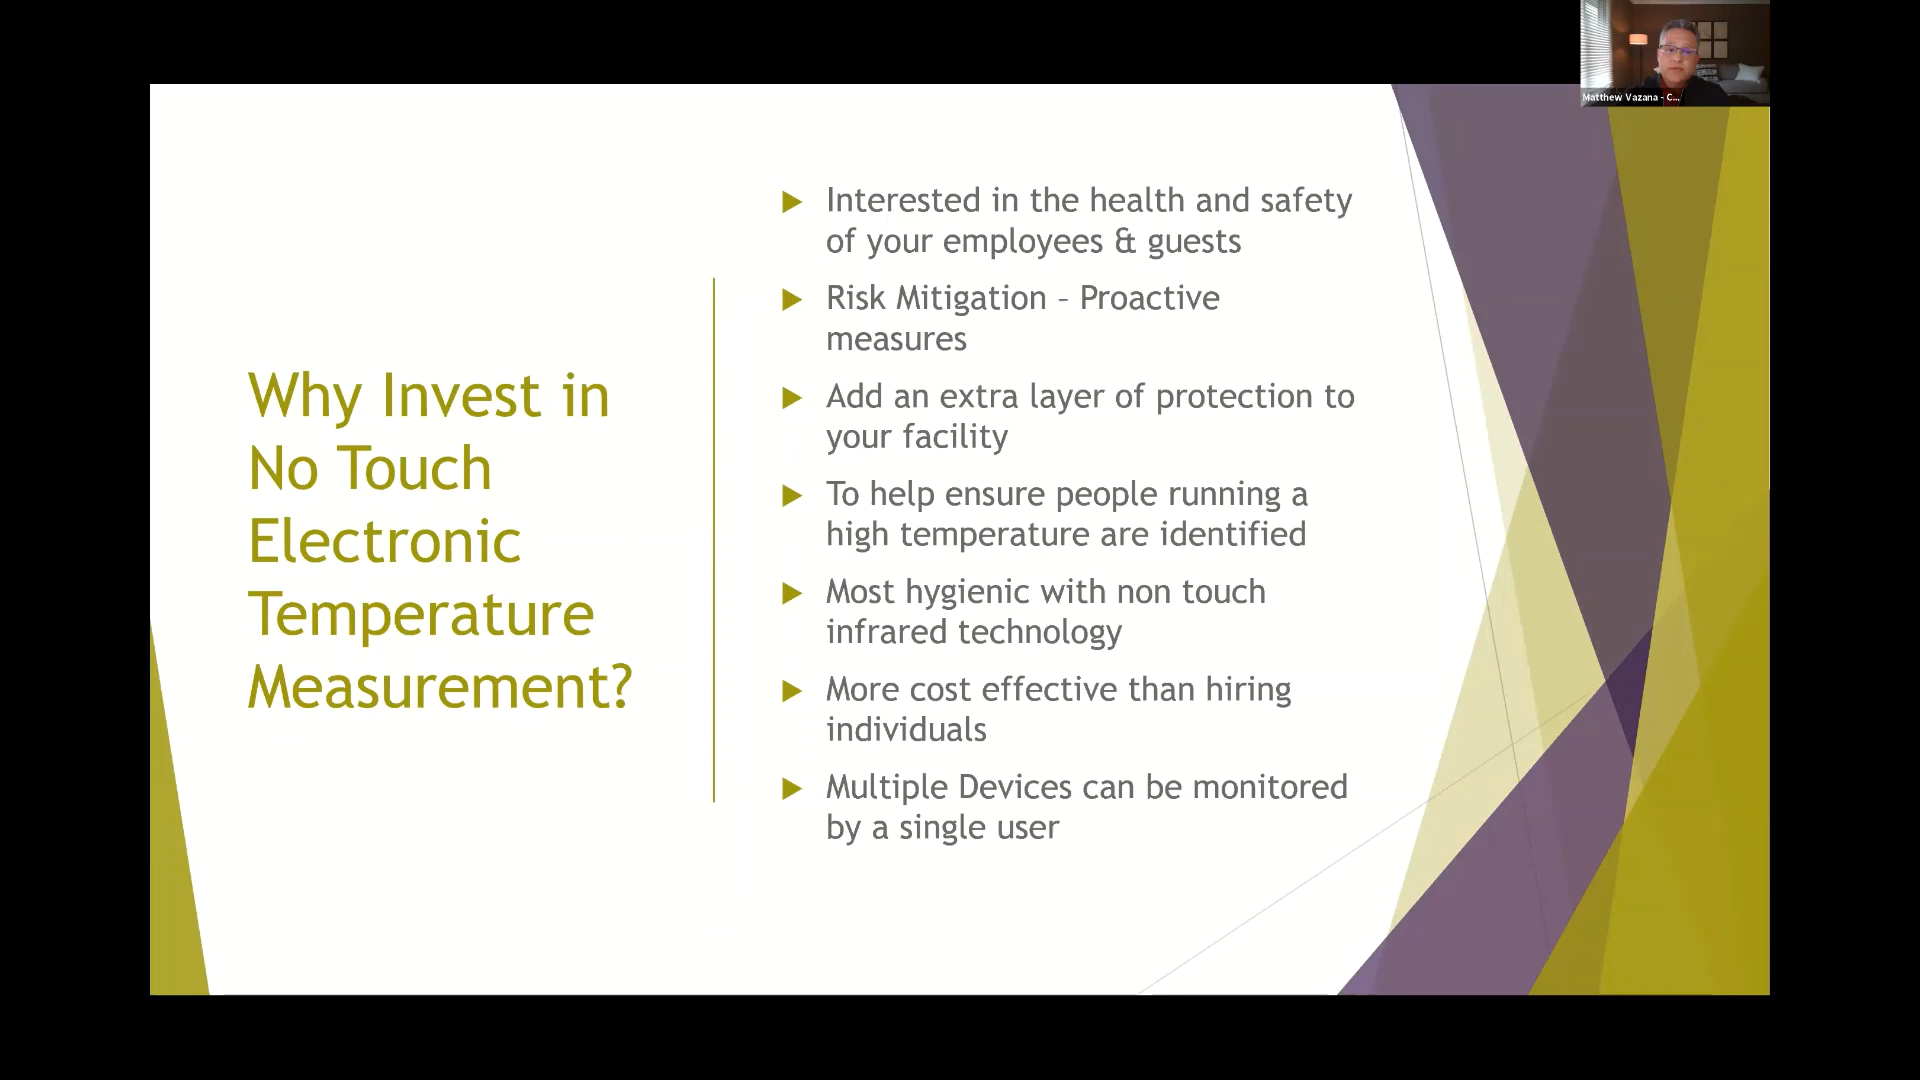 Matthew Vazana - C...
Why Invest in
No Touch
Electronic
Temperature
Measurement?
Interested in the health and safety
of your employees & guests
Risk Mitigation – Proactive
measures
Add an extra layer of protection to
your facility
To help ensure people running a
high temperature are identified
Most hygienic with non touch
infrared technology
More cost effective than hiring
individuals
Multiple Devices can be monitored
by a single user